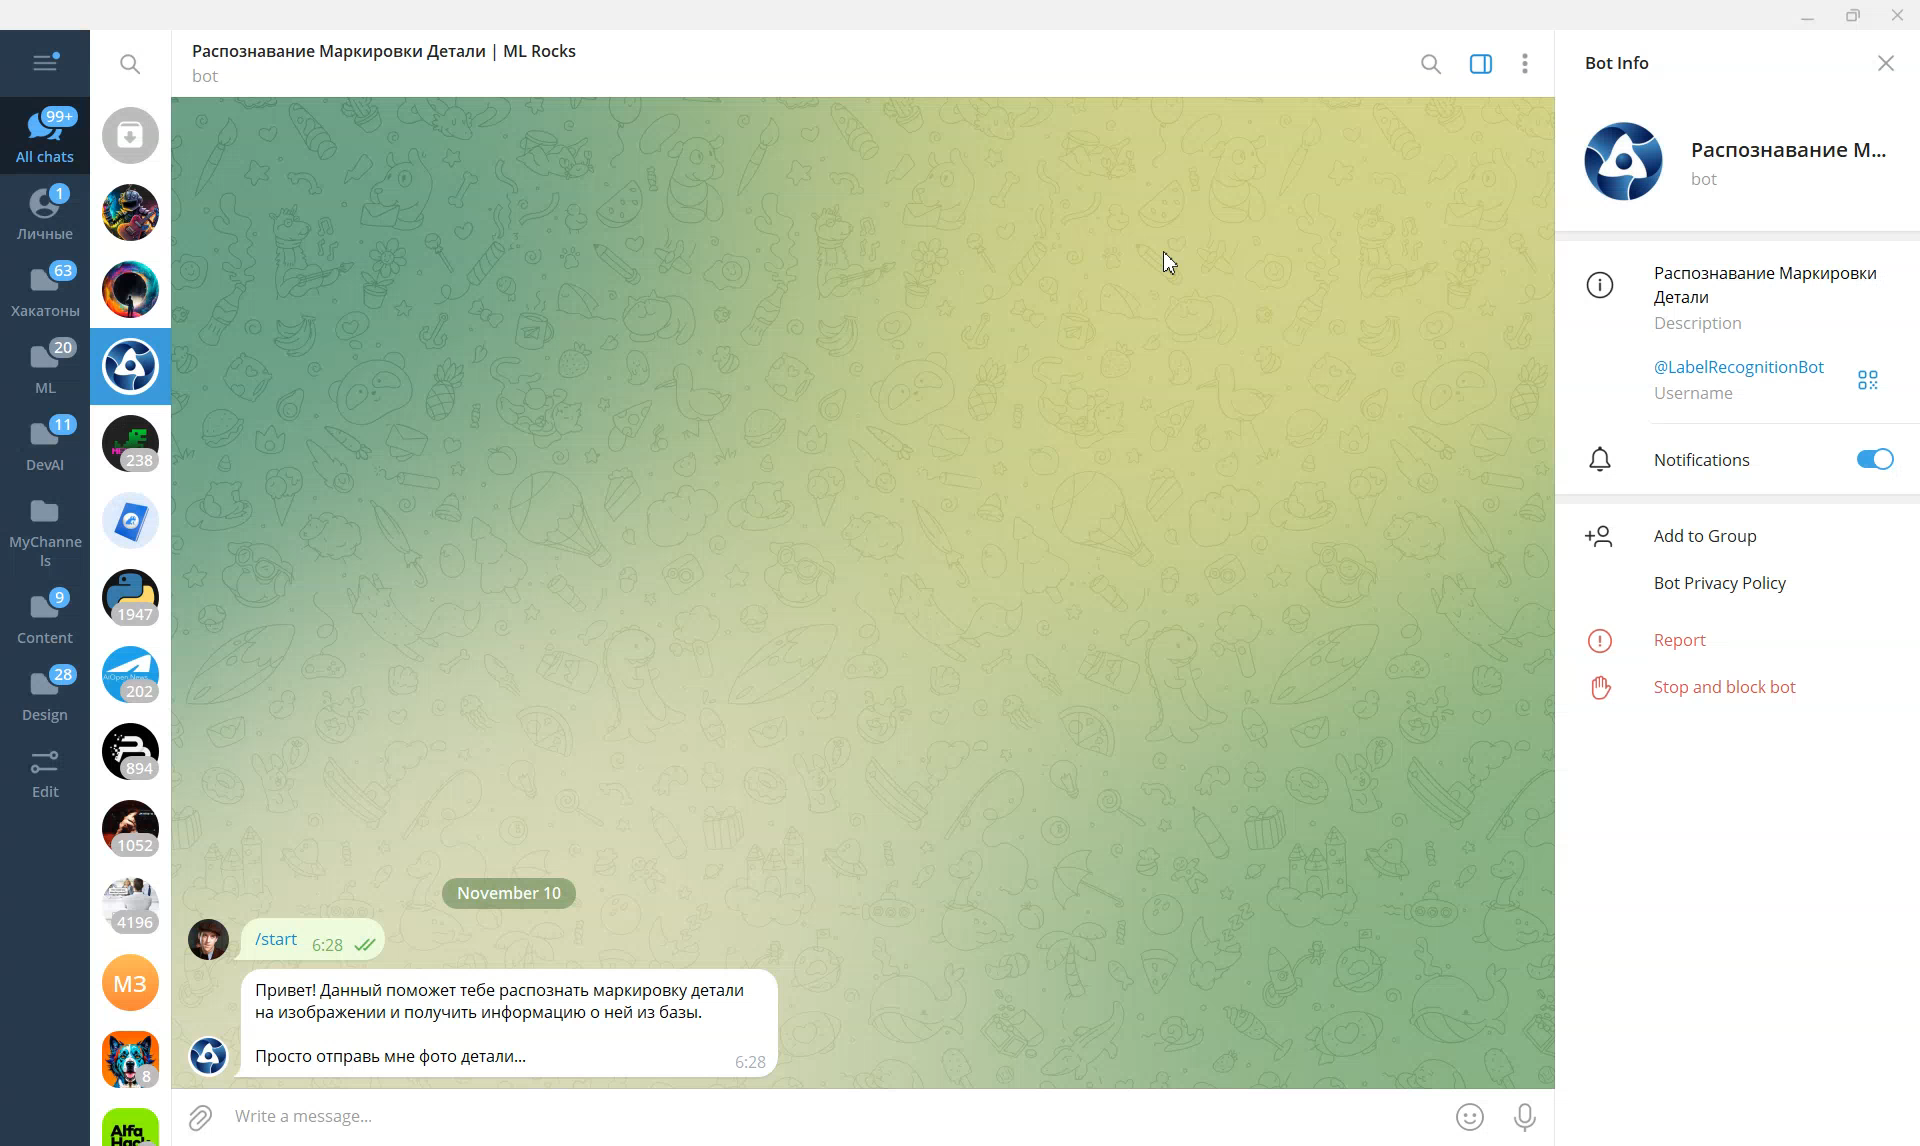 99+
All chats
1
Личные
63
Хакатоны
20
ML
11
DevAI
MyChanne
ls
9
Content
28
Design
Edit
238
1947
AiOpen News
202
894
1052
4196
МЗ
8
Alfa
Распознавание Маркировки Детали | ML Rocks
bot
November 10
/start 6:28
Привет! Данный поможет тебе распознать маркировку детали
на изображении и получить информацию о ней из базы.
Просто отправь мне фото детали...
6:28
Write a message...
Bot Info
Распознавание М...
bot
Распознавание Маркировки
Детали
Description
@LabelRecognitionBot
Username
Notifications
Add to Group
Bot Privacy Policy
Report
Stop and block bot